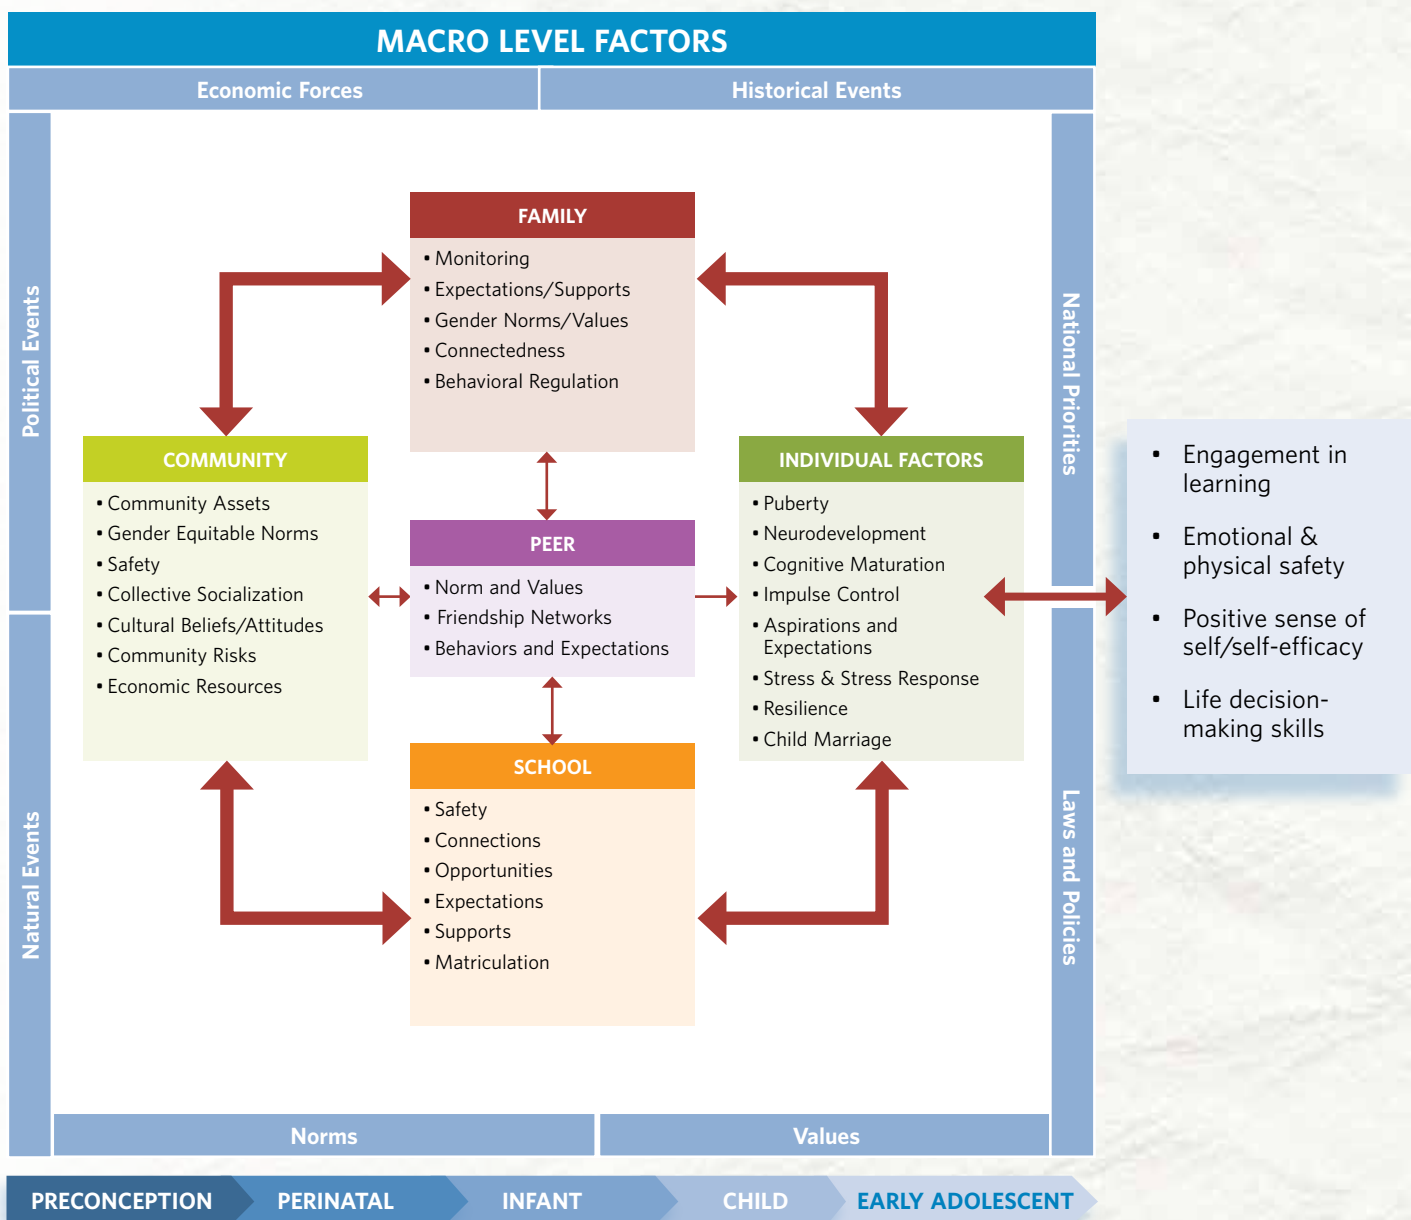 MACRO LEVEL FACTORS
Economic Forces
Historical Events
Political Events
Natural Events
National Priorities
Laws and Policies
FAMILY
• Monitoring
• Expectations/Supports
• Gender Norms/Values
• Connectedness
• Behavioral Regulation
COMMUNITY
• Community Assets
• Gender Equitable Norms
• Safety
• Collective Socialization
• Cultural Beliefs/Attitudes
• Community Risks
• Economic Resources
PEER
• Norm and Values
• Friendship Networks
• Behaviors and Expectations
INDIVIDUAL FACTORS
• Puberty
• Neurodevelopment
• Cognitive Maturation
• Impulse Control
• Aspirations and
Expectations
• Stress & Stress Response
• Resilience
• Child Marriage
SCHOOL
• Safety
• Connections
• Opportunities
• Expectations
• Supports
• Matriculation
• Engagement in
learning
• Emotional &
physical safety
• Positive sense of
self/self-efficacy
• Life decision-
making skills
Norms
Values
PRECONCEPTION
PERINATAL
INFANT
CHILD
EARLY ADOLESCENT